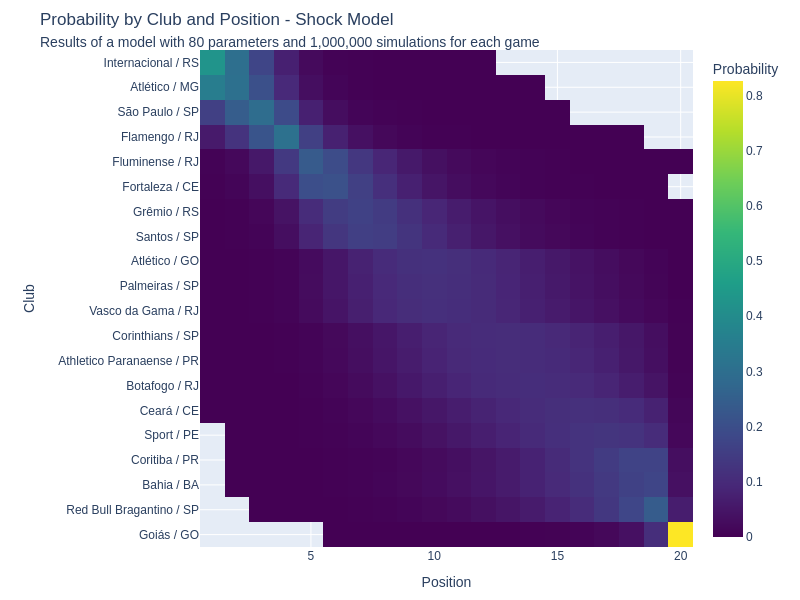 Probability by Club and Position - Shock Model
Results of a model with 80 parameters and 1,000,000 simulations for each game
Probability
Internacional / RS
Atlético / MG
São Paulo / SP
Flamengo / RJ
Fluminense / RJ
Fortaleza / CE
Grêmio / RS
Santos / SP
Atlético / GO
Palmeiras / SP
Vasco da Gama / RJ
Corinthians / SP
Athletico Paranaense / PR
Botafogo / RJ
Ceará / CE
Sport / PE
Coritiba / PR
Bahia / BA
Red Bull Bragantino / SP
Goiás / GO
Club
5
10
15
20
Position
0.8
0.7
0.6
0.5
0.4
0.3
0.2
0.1
0